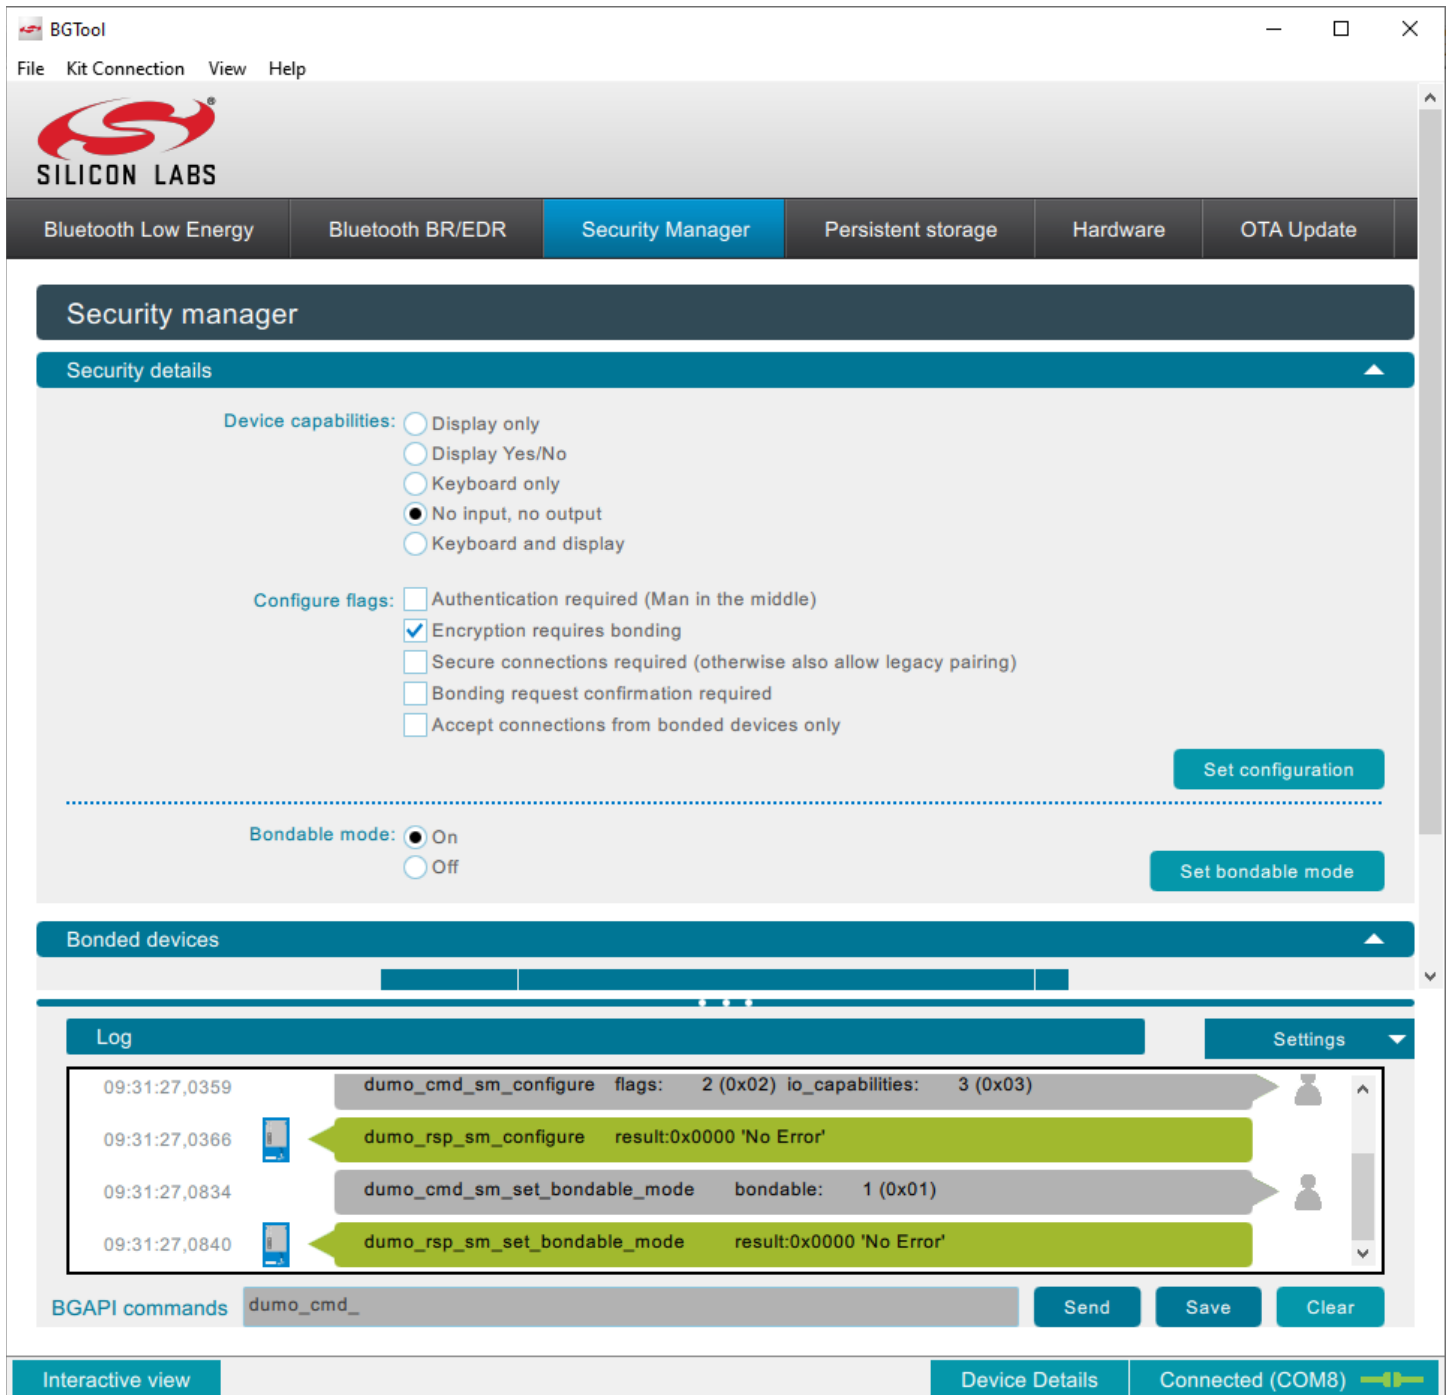 BGTool
File Kit Connection View Help
SILICON LABS
®
Bluetooth Low Energy Bluetooth BR/EDR Security Manager Persistent storage Hardware OTA Update
Security manager
Security details
Device capabilities: Display only
Display Yes/No
Keyboard only
No input, no output
Keyboard and display
Configure flags: Authentication required (Man in the middle)
Encryption requires bonding
Secure connections required (otherwise also allow legacy pairing)
Bonding request confirmation required
Accept connections from bonded devices only
Set configuration
Bondable mode: On
Off
Set bondable mode
Bonded devices
Log Settings
09:31:27,0359 dumo_cmd_sm_configure flags: 2 (0x02) io_capabilities: 3 (0x03)
09:31:27,0366 dumo_rsp_sm_configure result:0x0000 'No Error'
09:31:27,0834 dumo_cmd_sm_set_bondable_mode bondable: 1 (0x01)
09:31:27,0840 dumo_rsp_sm_set_bondable_mode result:0x0000 'No Error'
BGAPI commands dumo_cmd_ Send Save Clear
Interactive view Device Details Connected (COM8)